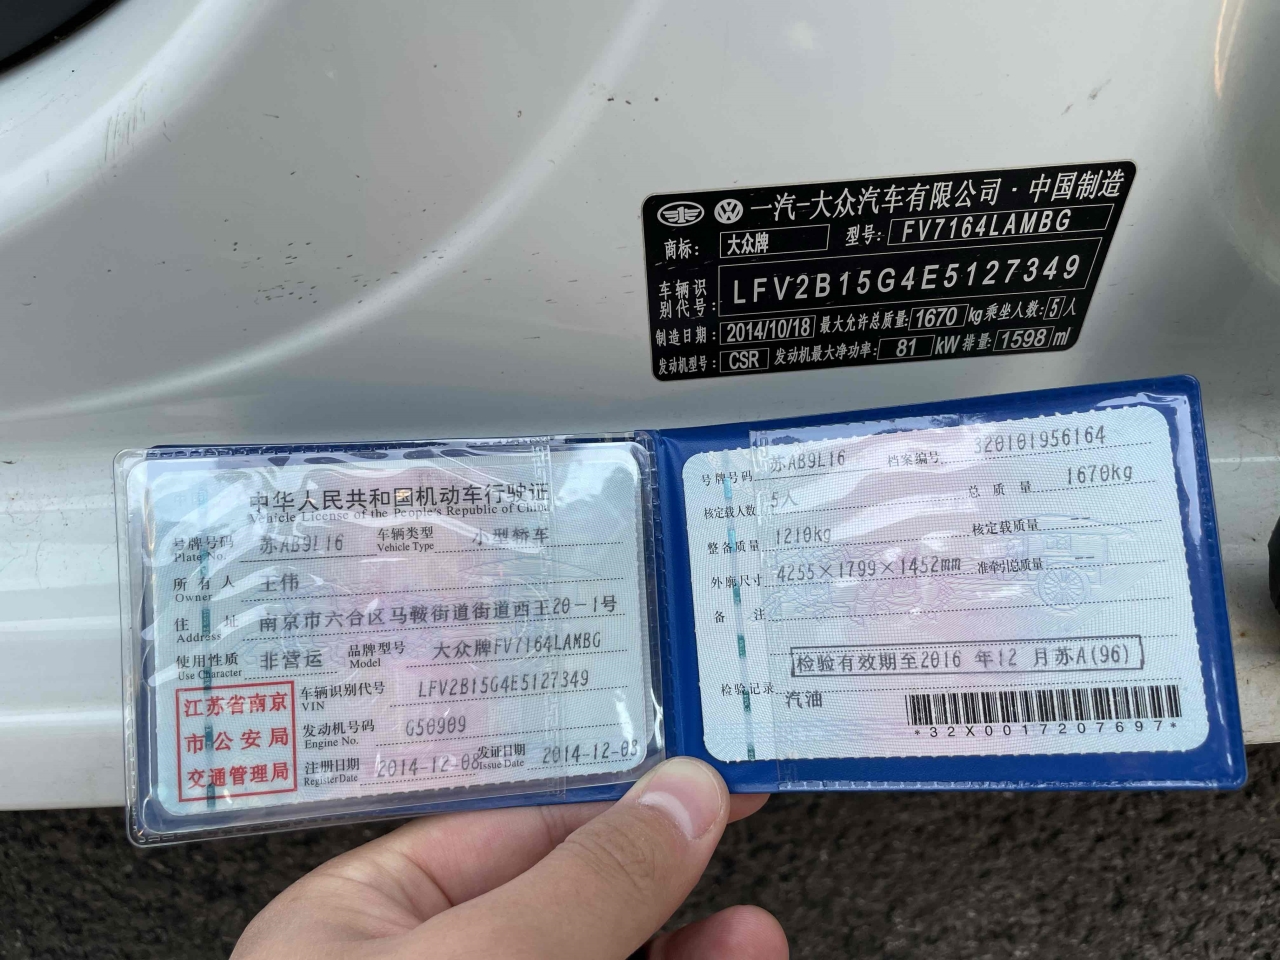 一汽-大众汽车有限公司·中国制造
商标: 大众牌 型号: FV7164LAMBG
车辆识别代号: LFV2B15G4E5127349
制造日期: 2014/10/18 最大允许总质量: 1670 kg 乘坐人数: 5 人
发动机型号: CSR 发动机最大净功率: 81 kW 排量: 1598 ml
中华人民共和国机动车行驶证
Vehicle License of the People's Republic of China
号牌号码 苏AB9L16 车辆类型 小型轿车
Plate No. Vehicle Type
所有人 王伟
Owner
住址 南京市六合区马鞍街道街道西王20-1号
Address
使用性质 非营运 品牌型号 大众牌FV7164LAMBG
Use Character Model
江苏省南京
市公安局
交通管理局
车辆识别代号 LFV2B15G4E5127349
VIN
发动机号码 G50909
Engine No.
注册日期 2014-12-08 发证日期 2014-12-08
Register Date Issue Date
号牌号码 苏AB9L16 档案编号 320101956164
核定载人数 5人 总质量 1670kg
整备质量 1210kg 核定载质量 --
外廓尺寸 4255×1799×1452mm 准牵引总质量 --
备注
检验有效期至2016 年12 月苏A(96)
检验记录 汽油
*32X0017207697*